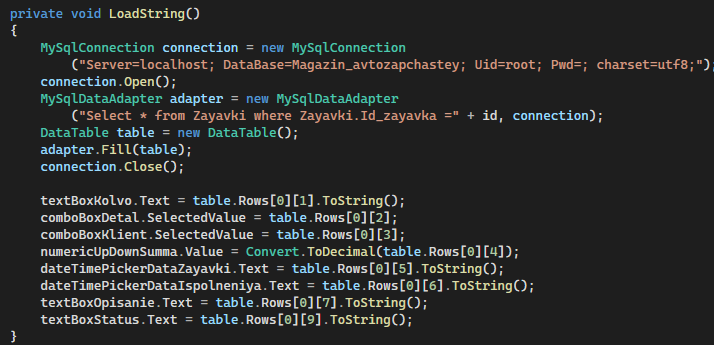 private void LoadString()
{
MySqlConnection connection = new MySqlConnection
("Server=localhost; DataBase=Magazin_avtozapchastey; Uid=root; Pwd=; charset=utf8;");
connection.Open();
MySqlDataAdapter adapter = new MySqlDataAdapter
("Select * from Zayavki where Zayavki.Id_zayavka =" + id, connection);
DataTable table = new DataTable();
adapter.Fill(table);
connection.Close();
textBoxKolvo.Text = table.Rows[0][1].ToString();
comboBoxDetal.SelectedValue = table.Rows[0][2];
comboBoxKlient.SelectedValue = table.Rows[0][3];
numericUpDownSumma.Value = Convert.ToDecimal(table.Rows[0][4]);
dateTimePickerDataZayavki.Text = table.Rows[0][5].ToString();
dateTimePickerDataIspolneniya.Text = table.Rows[0][6].ToString();
textBoxOpisanie.Text = table.Rows[0][7].ToString();
textBoxStatus.Text = table.Rows[0][9].ToString();
}